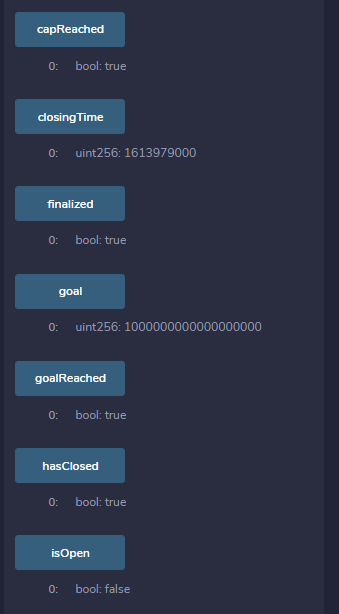 capReached
0: bool: true
closingTime
0: uint256: 1613979000
finalized
0: bool: true
goal
0: uint256: 1000000000000000000
goalReached
0: bool: true
hasClosed
0: bool: true
isOpen
0: bool: false